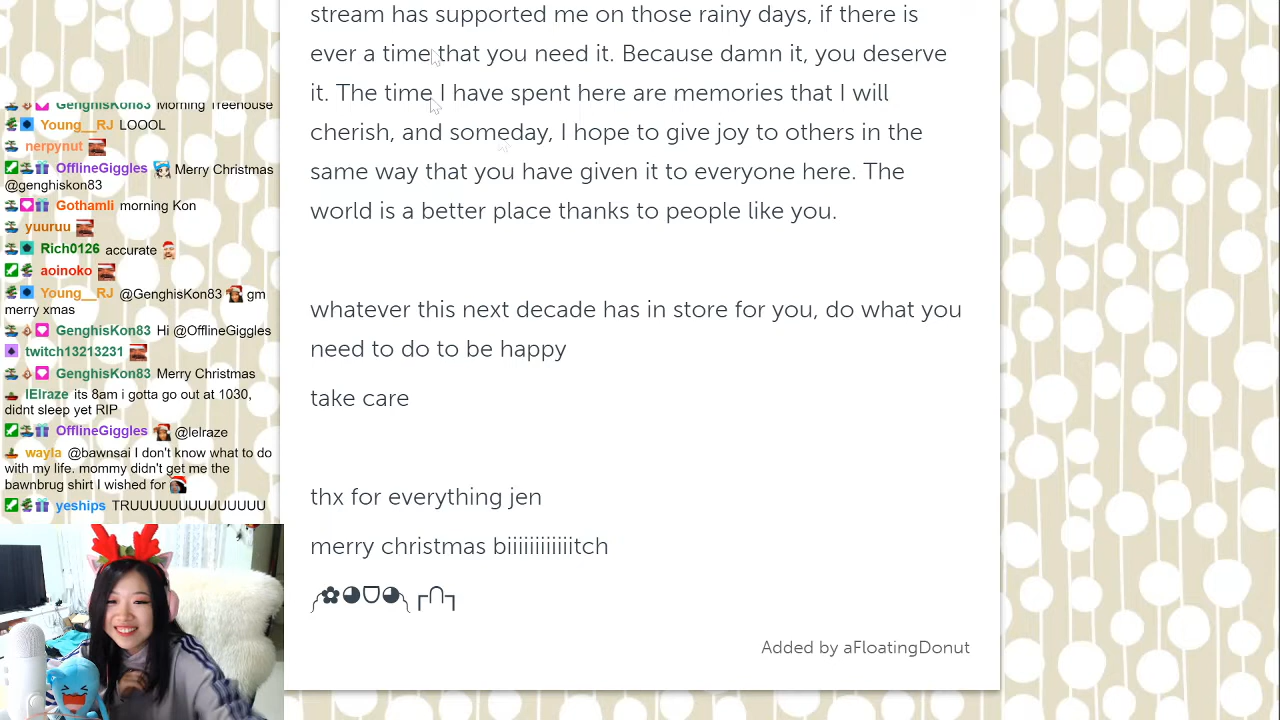 GenghisKon83 Morning Treehouse
Young__RJ LOOOL
nerpynut
OfflineGiggles Merry Christmas
@genghiskon83
Gothamli morning Kon
yuuruu
Rich0126 accurate
aoinoko
Young__RJ @GenghisKon83 gm
merry xmas
GenghisKon83 Hi @OfflineGiggles
twitch13213231
GenghisKon83 Merry Christmas
lElraze its 8am i gotta go out at 1030,
didnt sleep yet RIP
OfflineGiggles @lelraze
wayla @bawnsai I don't know what to do
with my life. mommy didn't get me the
bawnbrug shirt I wished for
yeships TRUUUUUUUUUUUUUU
stream has supported me on those rainy days, if there is
ever a time that you need it. Because damn it, you deserve
it. The time I have spent here are memories that I will
cherish, and someday, I hope to give joy to others in the
same way that you have given it to everyone here. The
world is a better place thanks to people like you.
whatever this next decade has in store for you, do what you
need to do to be happy
take care
thx for everything jen
merry christmas biiiiiiiiiiiitch
╭✿◕ᗜ◕╮┌∩┐
Added by aFloatingDonut